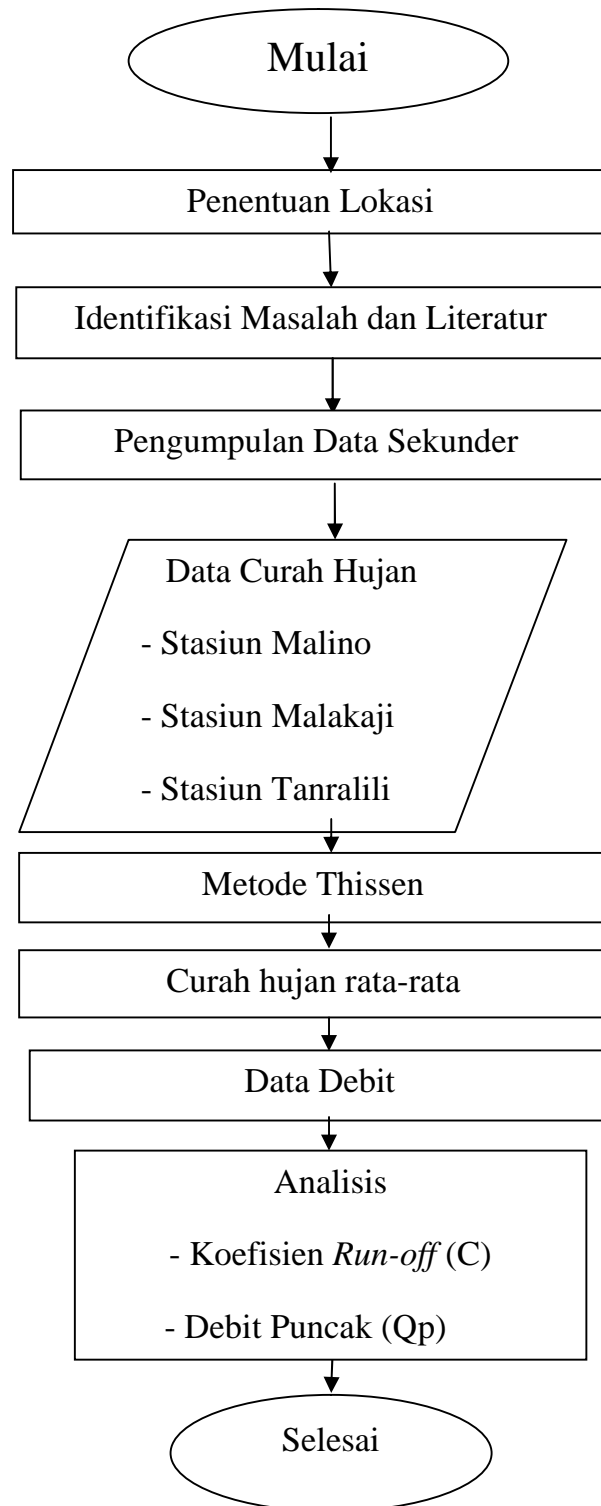 Mulai
Penentuan Lokasi
Identifikasi Masalah dan Literatur
Pengumpulan Data Sekunder
Data Curah Hujan
- Stasiun Malino
- Stasiun Malakaji
- Stasiun Tanralili
Metode Thissen
Curah hujan rata-rata
Data Debit
Analisis
- Koefisien Run-off (C)
- Debit Puncak (Qp)
Selesai